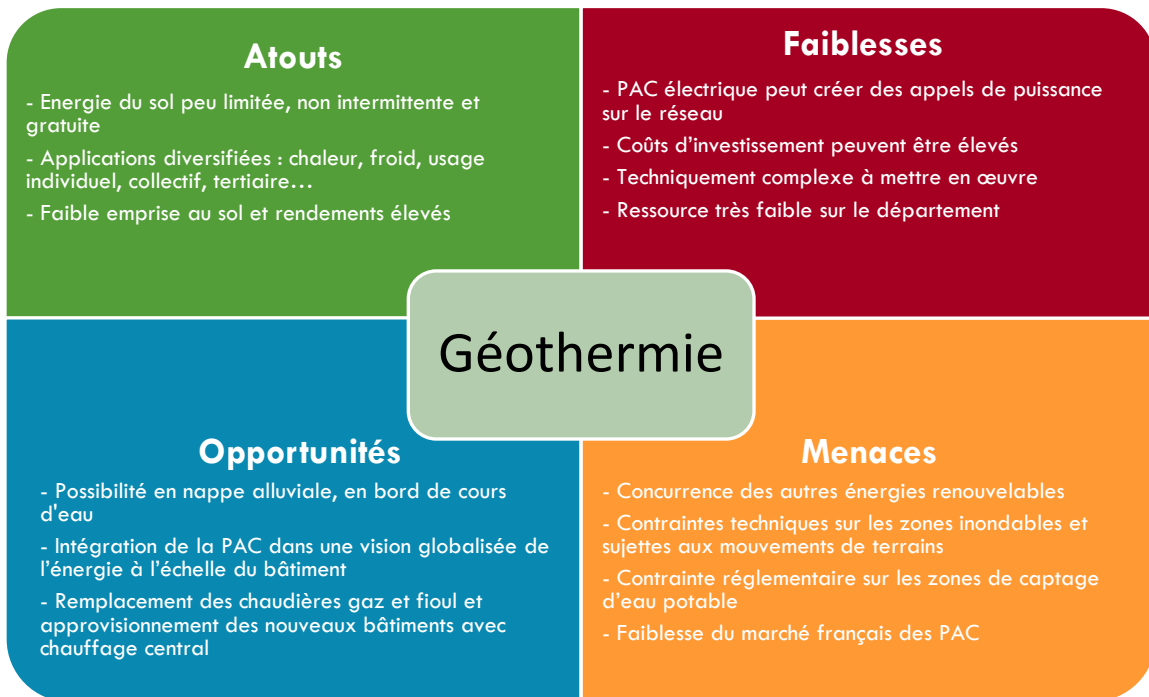 Atouts
- Energie du sol peu limitée, non intermittente et
gratuite
- Applications diversifiées : chaleur, froid, usage
individuel, collectif, tertiaire…
- Faible emprise au sol et rendements élevés
Faiblesses
- PAC électrique peut créer des appels de puissance
sur le réseau
- Coûts d’investissement peuvent être élevés
- Techniquement complexe à mettre en œuvre
- Ressource très faible sur le département
Géothermie
Opportunités
- Possibilité en nappe alluviale, en bord de cours
d'eau
- Intégration de la PAC dans une vision globalisée de
l’énergie à l’échelle du bâtiment
- Remplacement des chaudières gaz et fioul et
approvisionnement des nouveaux bâtiments avec
chauffage central
Menaces
- Concurrence des autres énergies renouvelables
- Contraintes techniques sur les zones inondables et
sujettes aux mouvements de terrains
- Contrainte réglementaire sur les zones de captage
d’eau potable
- Faiblesse du marché français des PAC